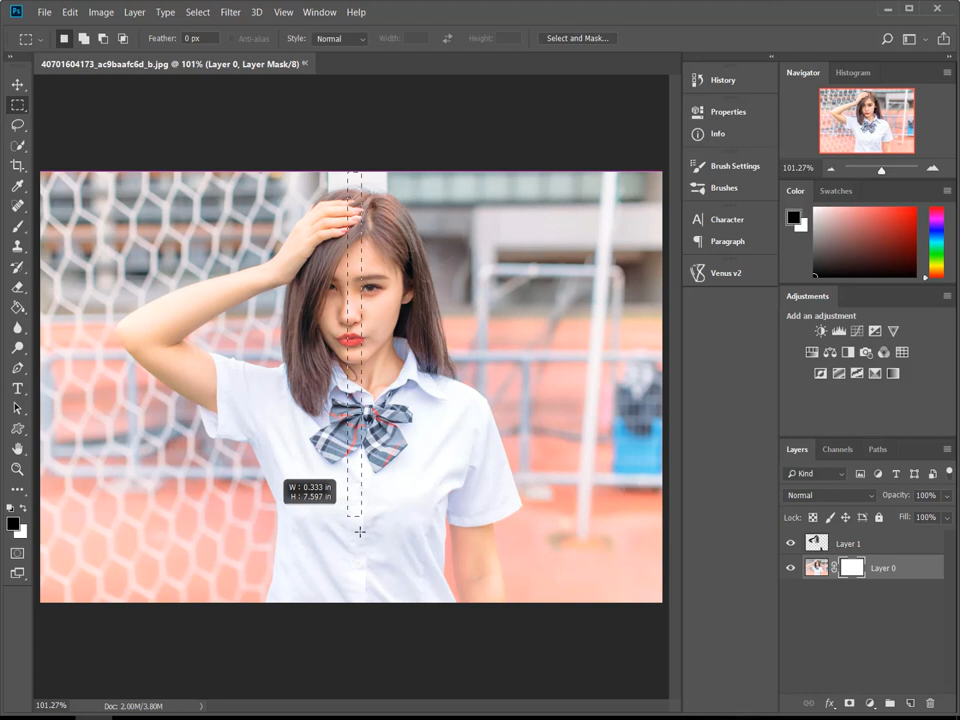 Ps File Edit Image Layer Type Select Filter 3D View Window Help
Feather: 0 px Anti-alias Style: Normal Width: Height: Select and Mask...
40701604173_ac9baafc6d_b.jpg @ 101% (Layer 0, Layer Mask/8)
History
Properties
Info
Brush Settings
Brushes
Character
Paragraph
Venus v2
Navigator Histogram
101.27%
Color Swatches
Adjustments
Add an adjustment
Layers Channels Paths
Kind
Normal Opacity: 100%
Lock: Fill: 100%
Layer 1
Layer 0
W: 0.333 in
H: 7.597 in
101.27% Doc: 2.00M/3.80M